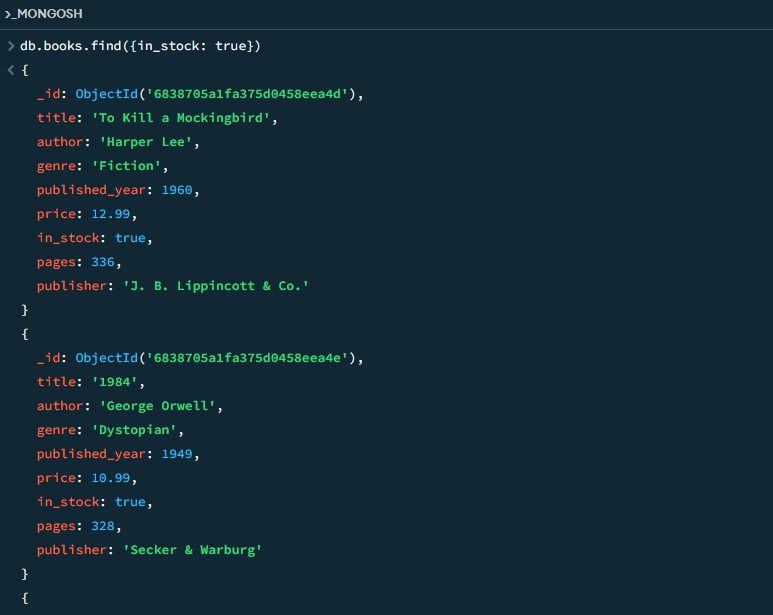 >_MONGOSH
> db.books.find({in_stock: true})
< {
_id: ObjectId('6838705a1fa375d0458eea4d'),
title: 'To Kill a Mockingbird',
author: 'Harper Lee',
genre: 'Fiction',
published_year: 1960,
price: 12.99,
in_stock: true,
pages: 336,
publisher: 'J. B. Lippincott & Co.'
}
{
_id: ObjectId('6838705a1fa375d0458eea4e'),
title: '1984',
author: 'George Orwell',
genre: 'Dystopian',
published_year: 1949,
price: 10.99,
in_stock: true,
pages: 328,
publisher: 'Secker & Warburg'
}
{